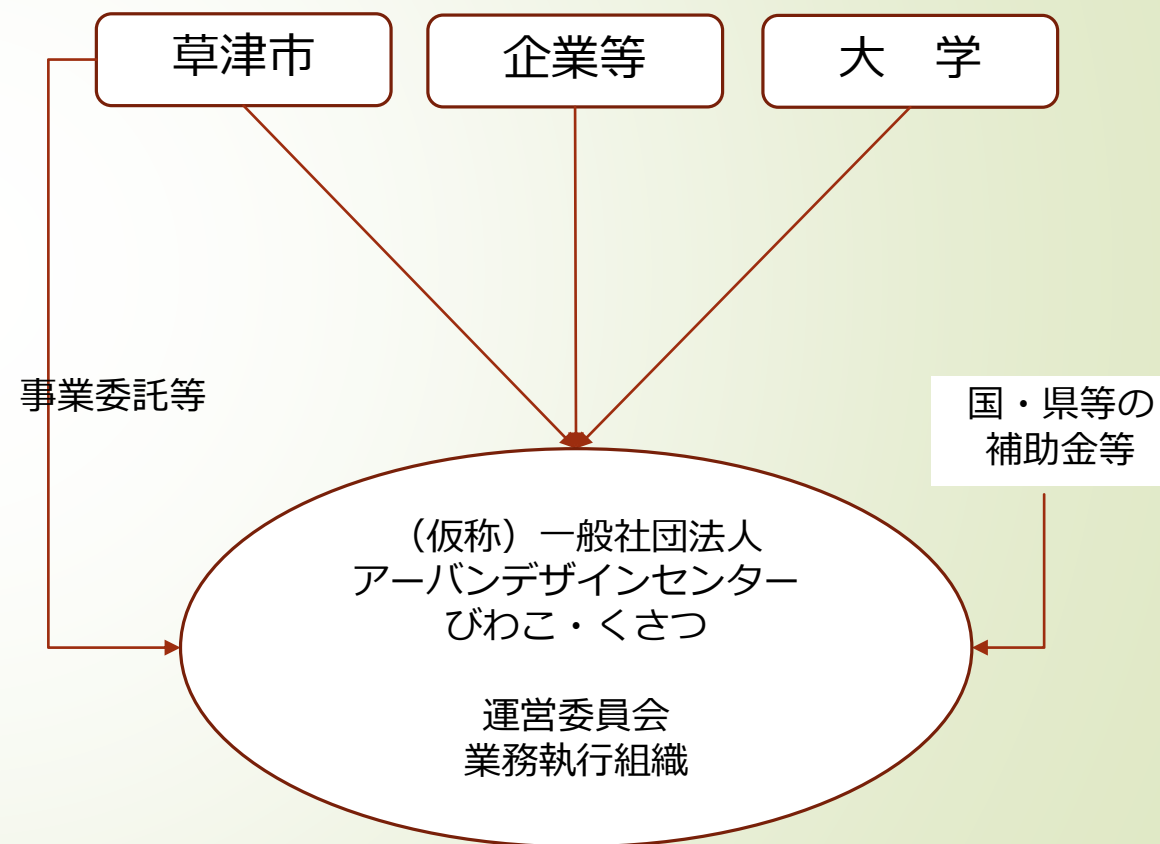 草津市
企業等
大　学
事業委託等
国・県等の
補助金等
（仮称）一般社団法人
アーバンデザインセンター
びわこ・くさつ
運営委員会
業務執行組織